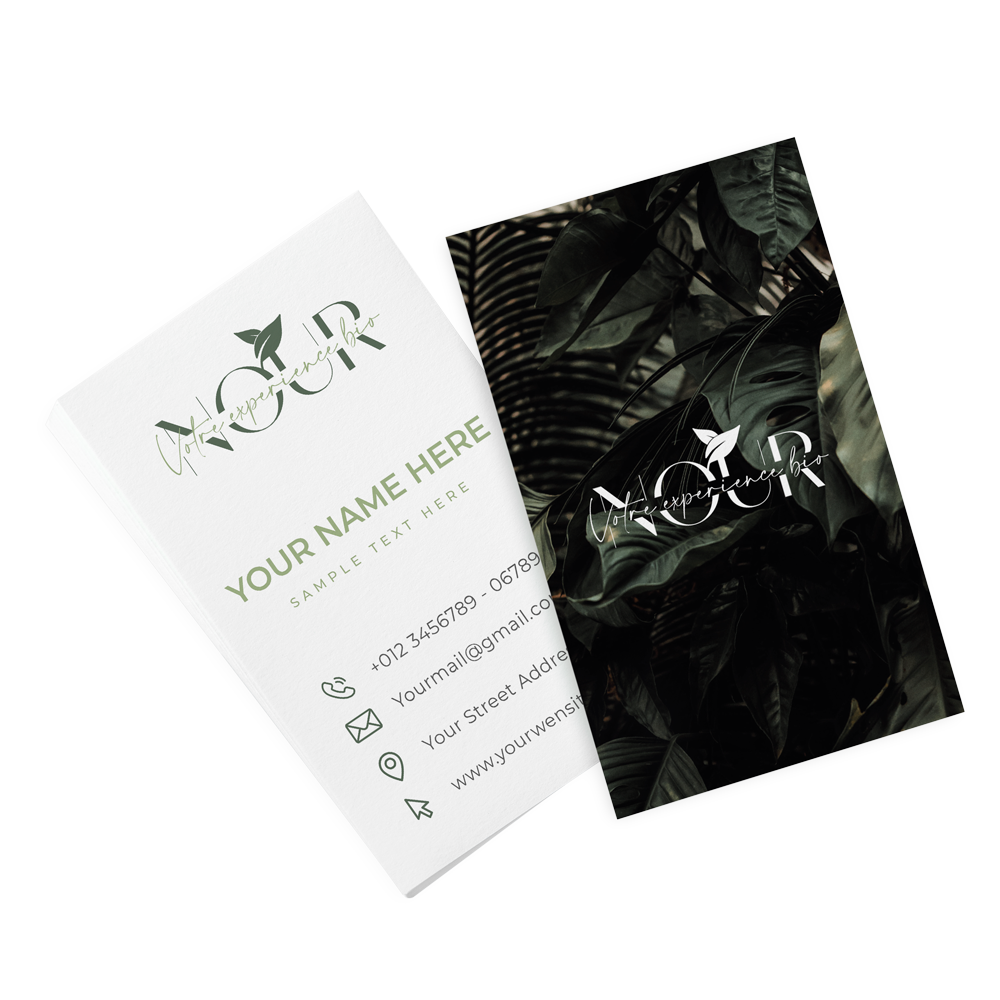 NOUR
Votre experience bio
YOUR NAME HERE
SAMPLE TEXT HERE
+012 3456789 - 06789
Yourmail@gmail.co
Your Street Addre
www.yourwensit
NOUR
Votre experience bio